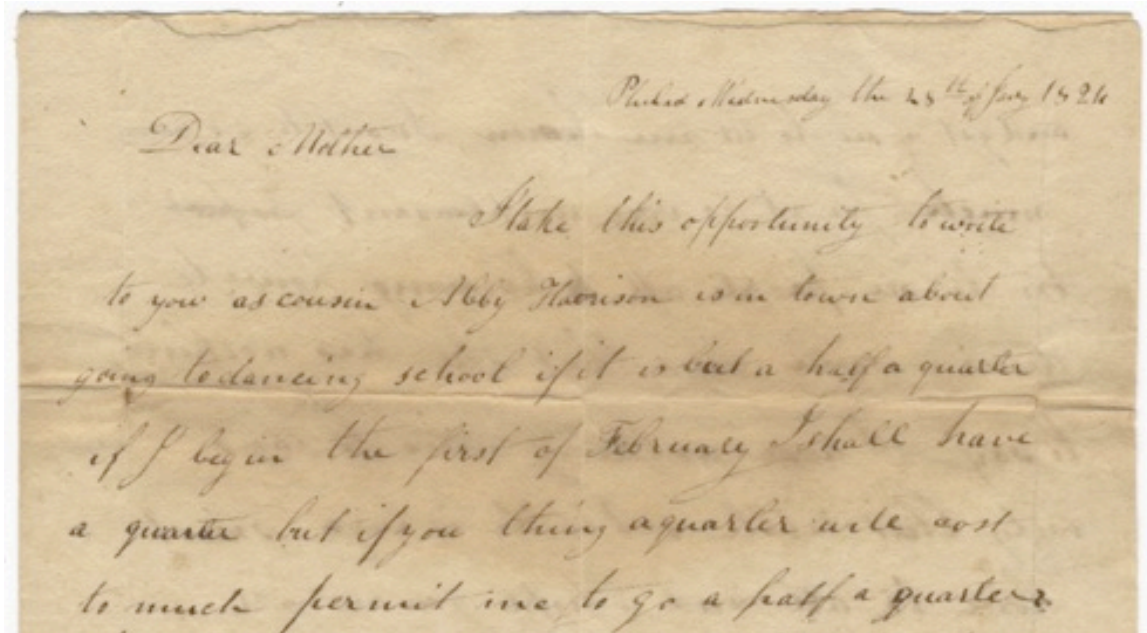 Philad Wednesday the 28th of Jany 1824
Dear Mother
I take this opportunity to write
to you as cousin Abby Harrison is in town about
going to dancing school if it is but a half a quarter
if I begin the first of February I shall have
a quarter but if you thing a quarter will cost
to much permit me to go a half a quarter